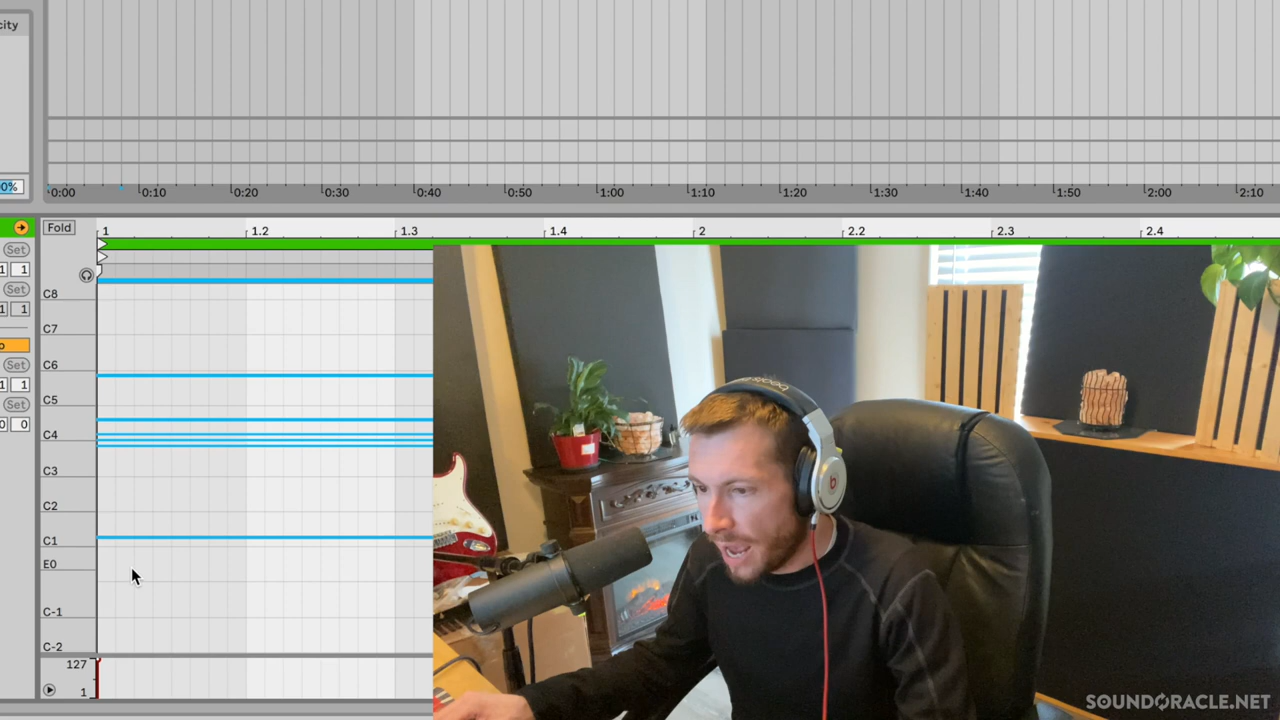 city
0%
0:00 0:10 0:20 0:30 0:40 0:50 1:00 1:10 1:20 1:30 1:40 1:50 2:00 2:10
Fold
1 1.2 1.3 1.4 2 2.2 2.3 2.4
Set
1 1
Set
1 1
Set
1 1
Set
0 0
C8
C7
C6
C5
C4
C3
C2
C1
E0
C-1
C-2
127
1
beats
b
SOUNDORACLE.NET